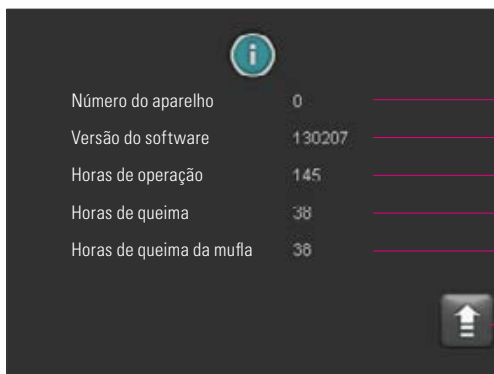 i
Número do aparelho 0
Versão do software 130207
Horas de operação 145
Horas de queima 38
Horas de queima da mufla 38